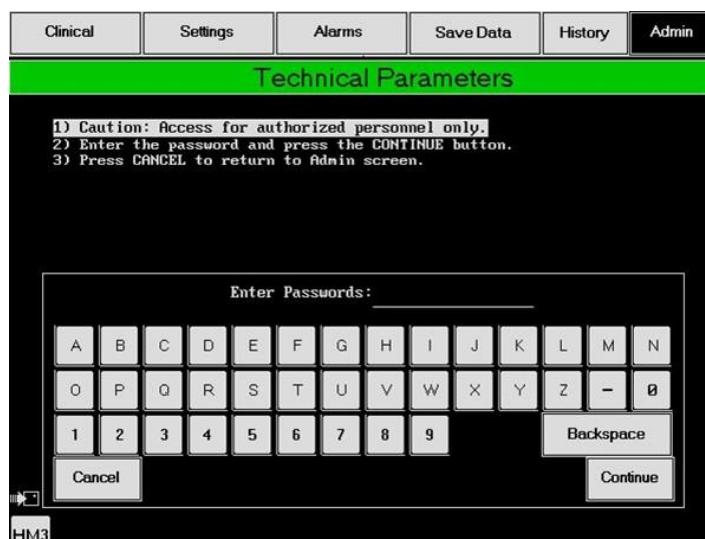 Clinical Settings Alarms Save Data History Admin
Technical Parameters
1) Caution: Access for authorized personnel only.
2) Enter the password and press the CONTINUE button.
3) Press CANCEL to return to Admin screen.
Enter Passwords:
A B C D E F G H I J K L M N
O P Q R S T U V W X Y Z - 0
1 2 3 4 5 6 7 8 9 Backspace
Cancel Continue
HM3